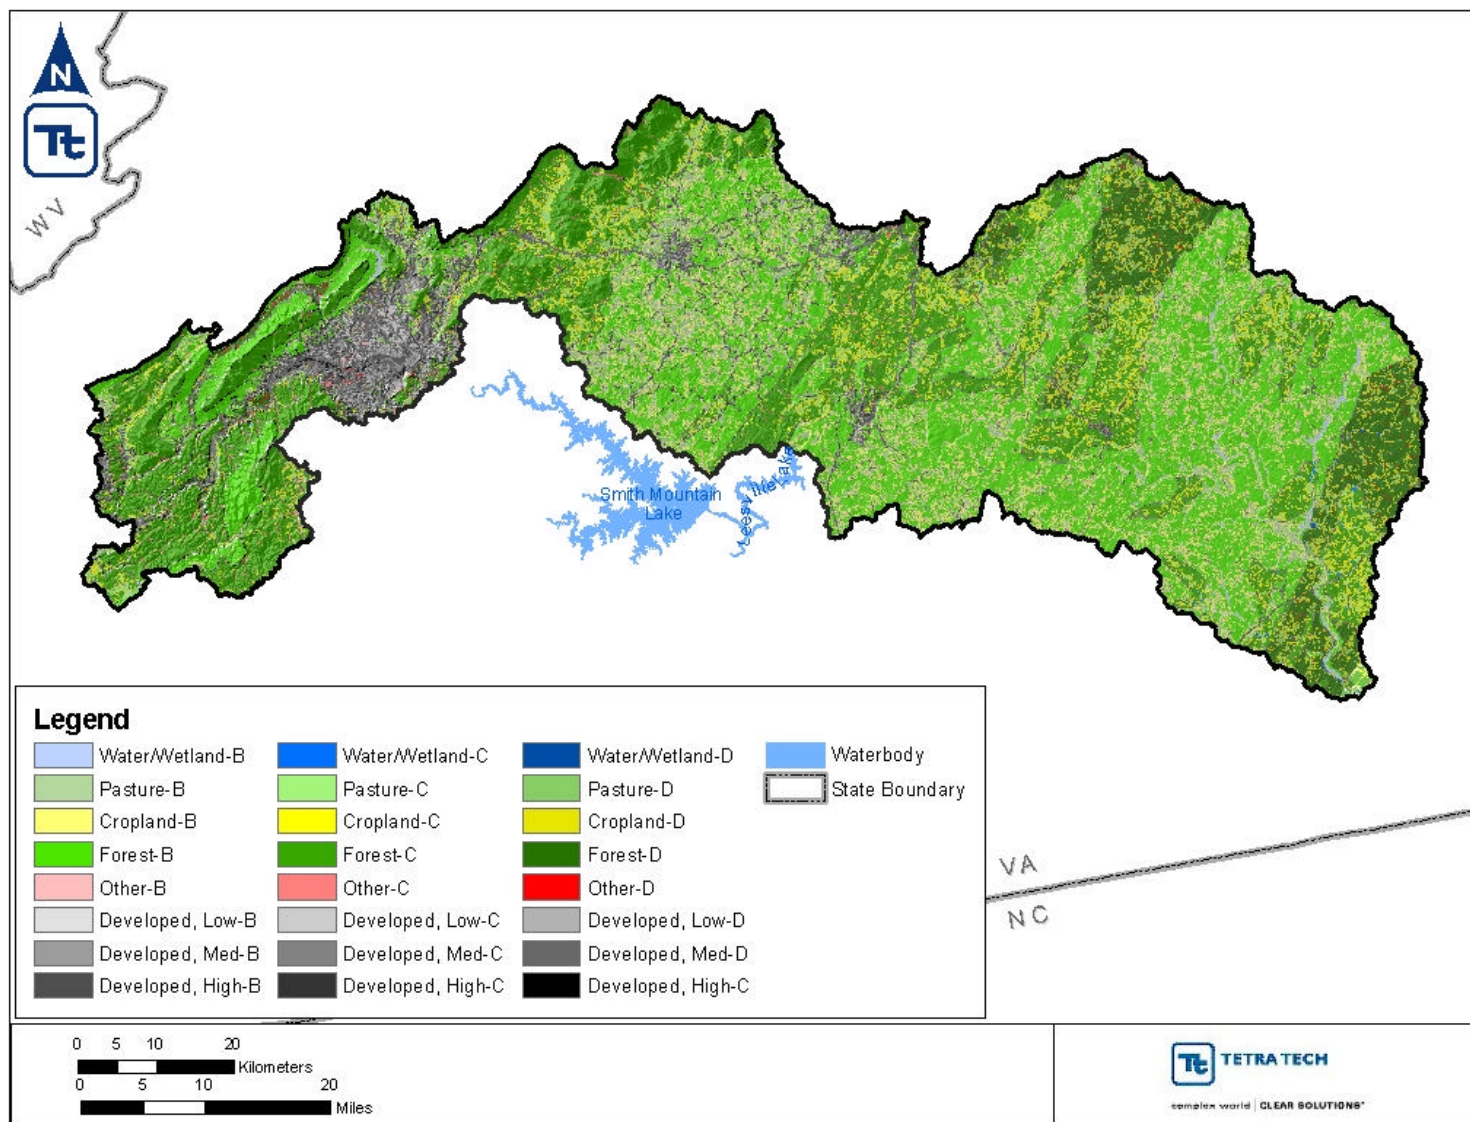 N
Tt
WV
Smith Mountain
Lake
Leesville Lake
Legend
Water/Wetland-B
Water/Wetland-C
Water/Wetland-D
Waterbody
Pasture-B
Pasture-C
Pasture-D
State Boundary
Cropland-B
Cropland-C
Cropland-D
Forest-B
Forest-C
Forest-D
Other-B
Other-C
Other-D
Developed, Low-B
Developed, Low-C
Developed, Low-D
Developed, Med-B
Developed, Med-C
Developed, Med-D
Developed, High-B
Developed, High-C
Developed, High-C
VA
NC
0 5 10 20
Kilometers
0 5 10 20
Miles
Tt TETRA TECH
complex world | CLEAR SOLUTIONS™